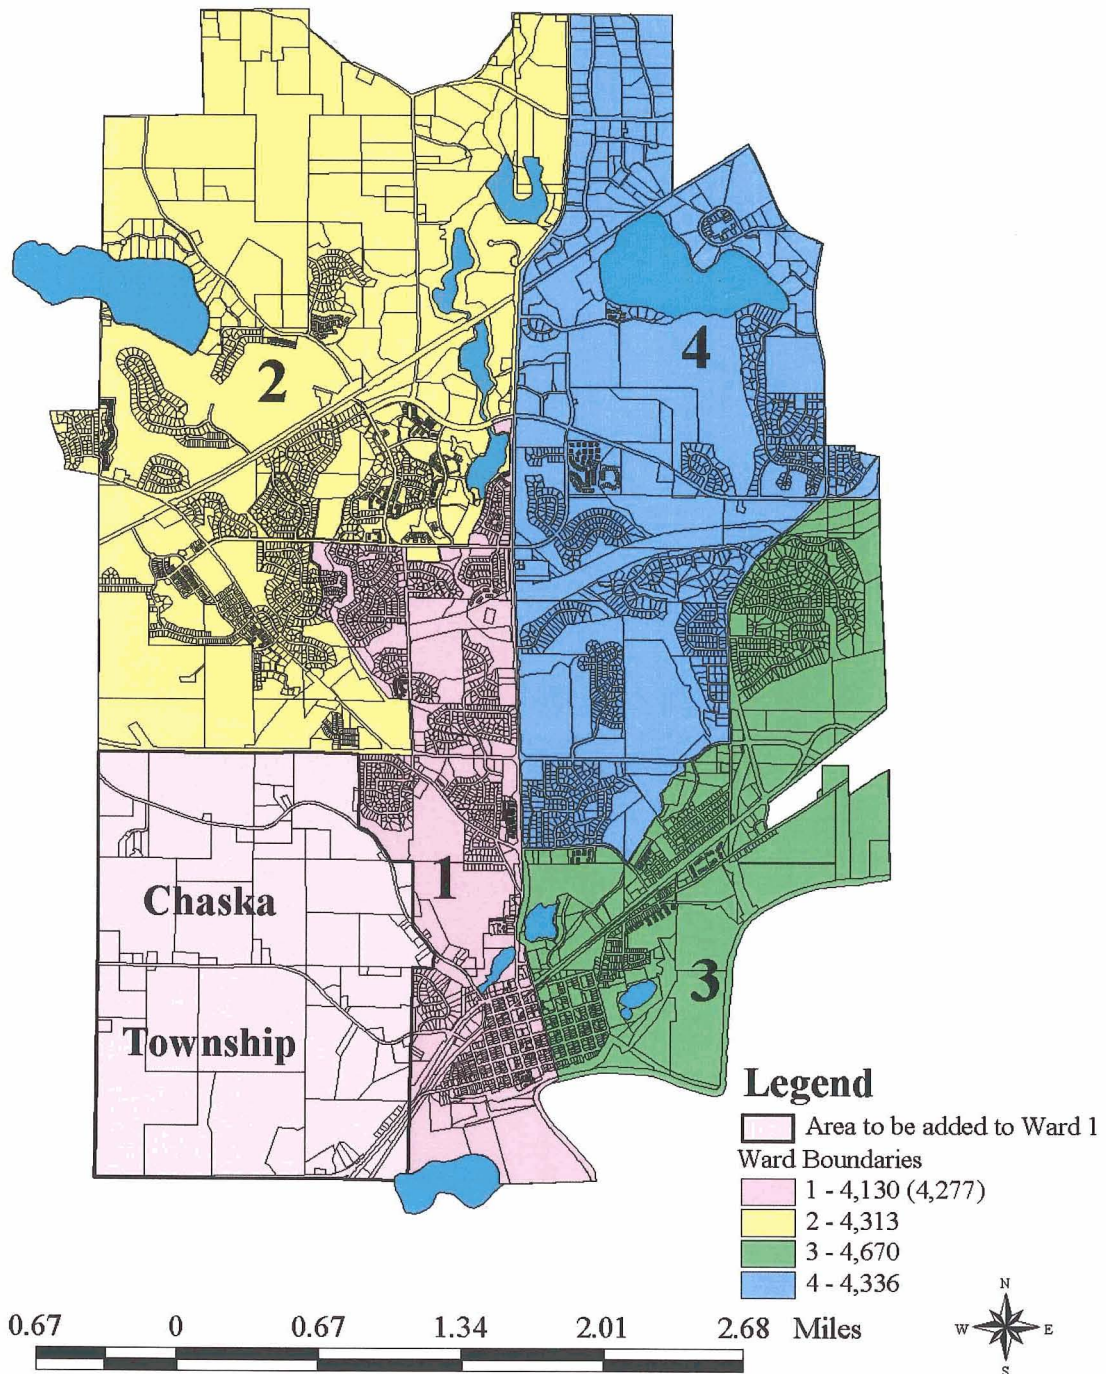 4
2
1
Chaska
3
Township
Legend
Area to be added to Ward 1
Ward Boundaries
1 - 4,130 (4,277)
2 - 4,313
3 - 4,670
4 - 4,336
0.67 0 0.67 1.34 2.01 2.68 Miles
N
W E
S